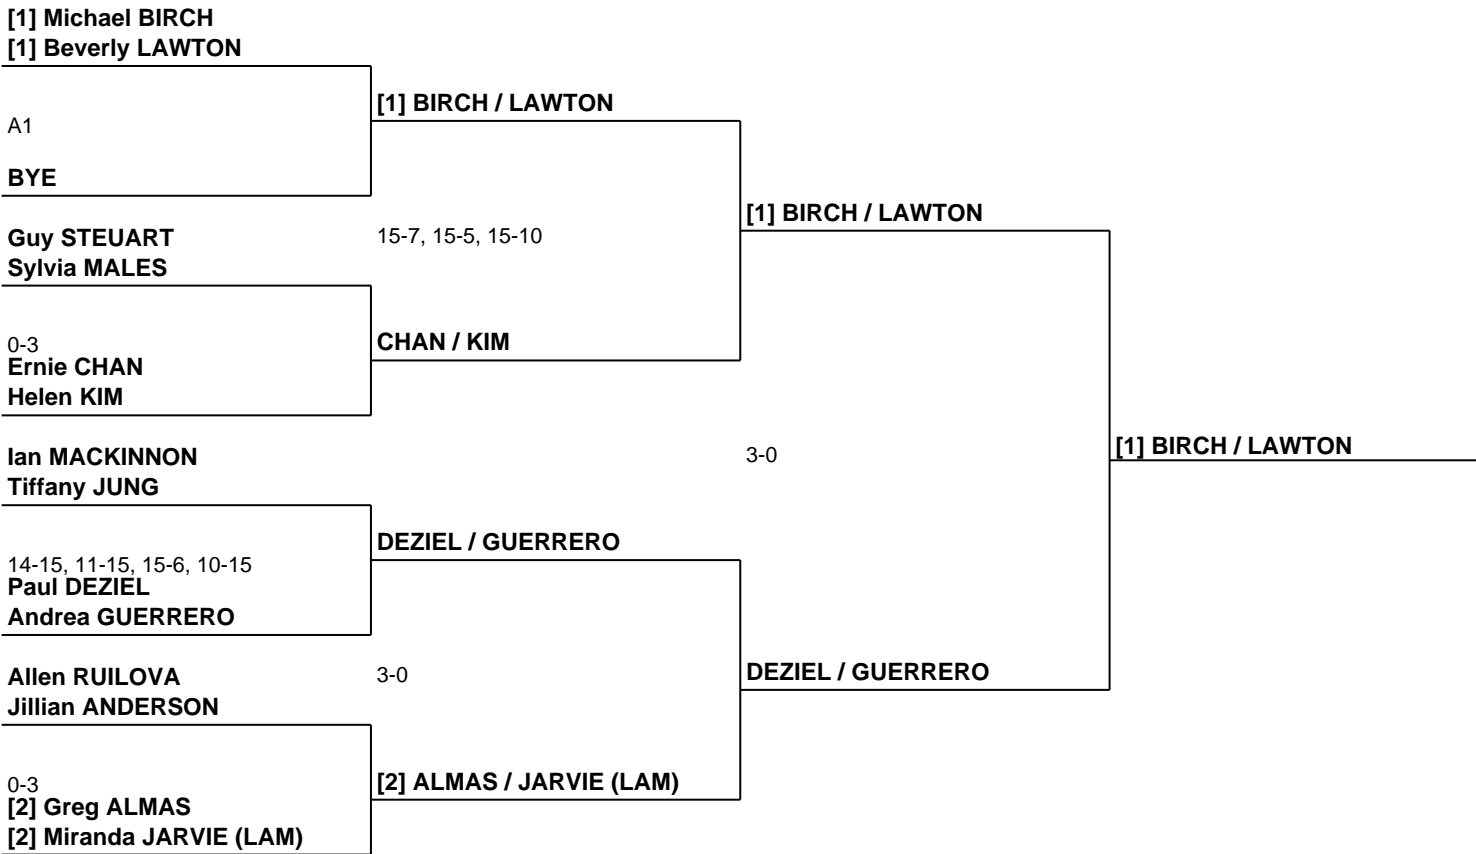 [1] Michael BIRCH
[1] Beverly LAWTON
[1] BIRCH / LAWTON
A1
BYE
[1] BIRCH / LAWTON
Guy STEUART
15-7, 15-5, 15-10
Sylvia MALES
CHAN / KIM
0-3
Ernie CHAN
Helen KIM
[1] BIRCH / LAWTON
Ian MACKINNON
3-0
Tiffany JUNG
DEZIEL / GUERRERO
14-15, 11-15, 15-6, 10-15
Paul DEZIEL
Andrea GUERRERO
Allen RUILOVA
3-0
DEZIEL / GUERRERO
Jillian ANDERSON
[2] ALMAS / JARVIE (LAM)
0-3
[2] Greg ALMAS
[2] Miranda JARVIE (LAM)